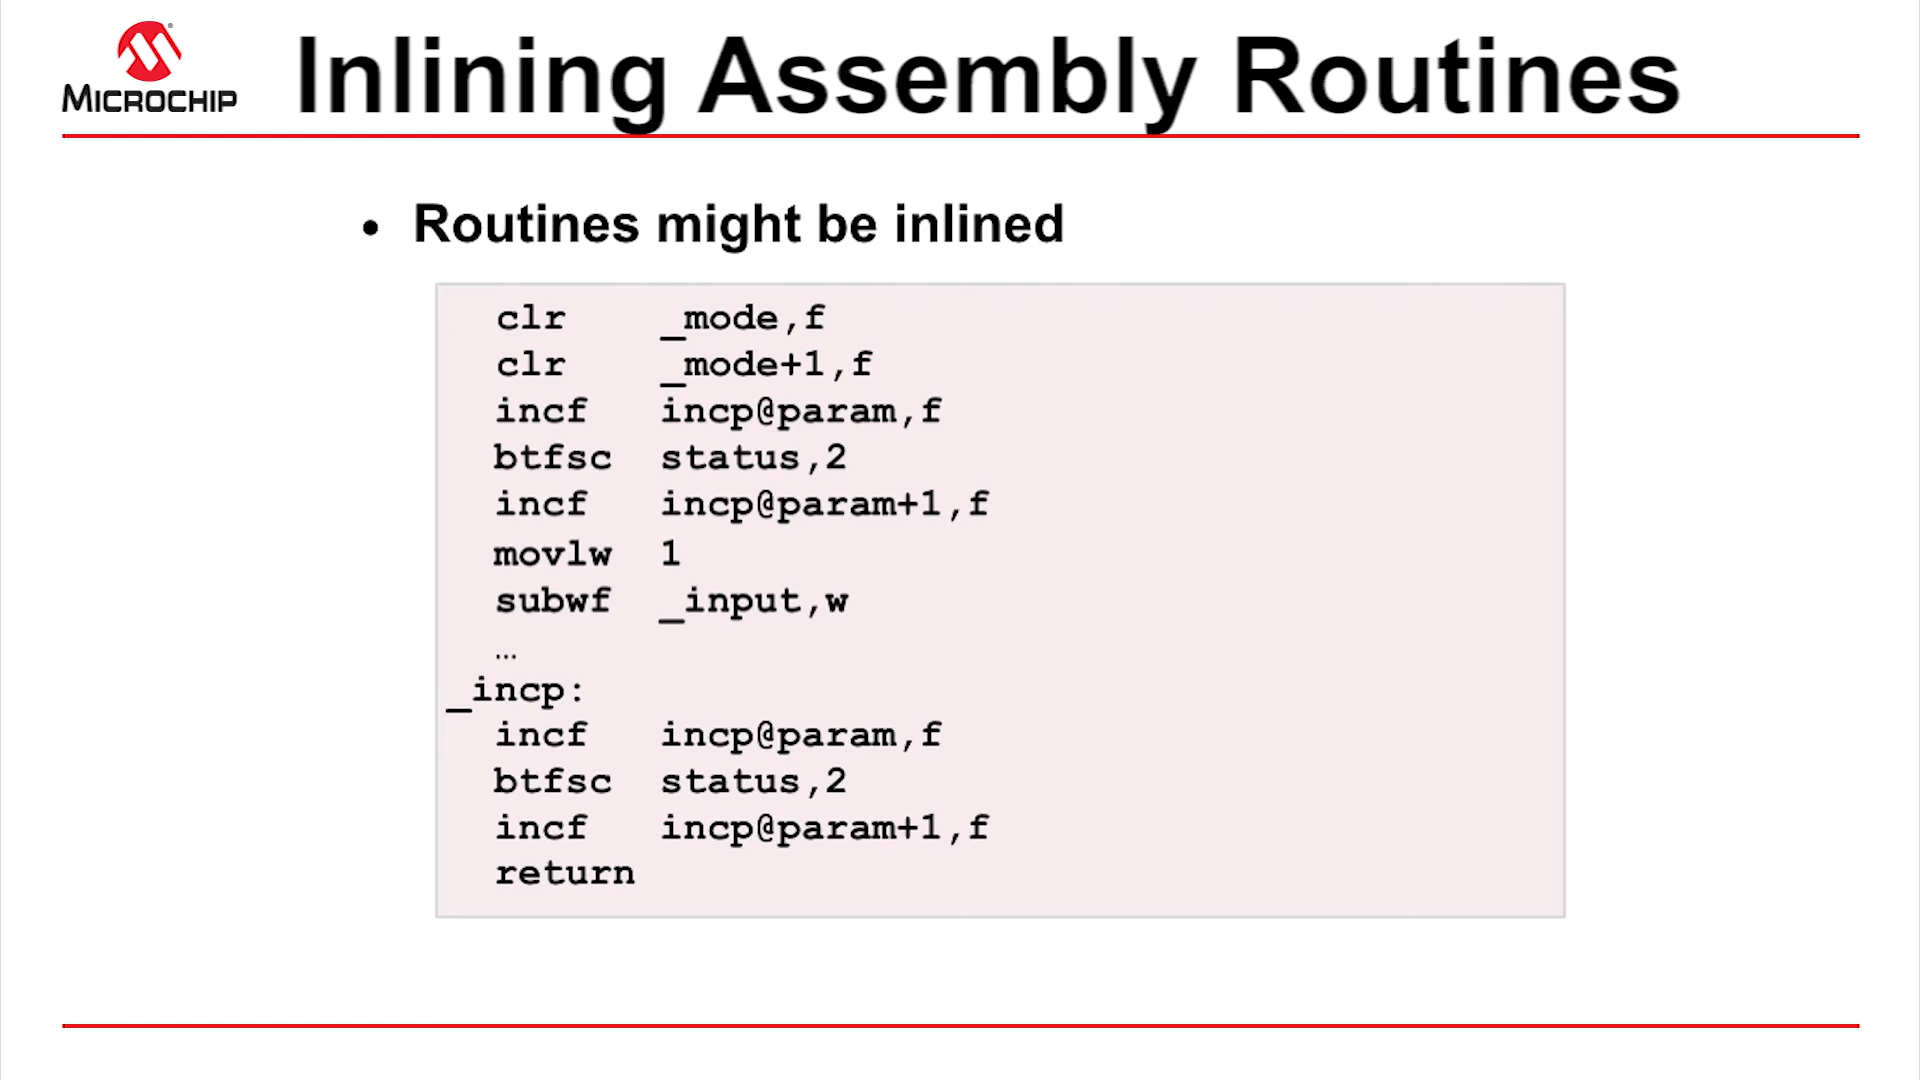 MICROCHIP
Inlining Assembly Routines
• Routines might be inlined
clr _mode,f
clr _mode+1,f
incf incp@param,f
btfsc status,2
incf incp@param+1,f
movlw 1
subwf _input,w
…
_incp:
incf incp@param,f
btfsc status,2
incf incp@param+1,f
return